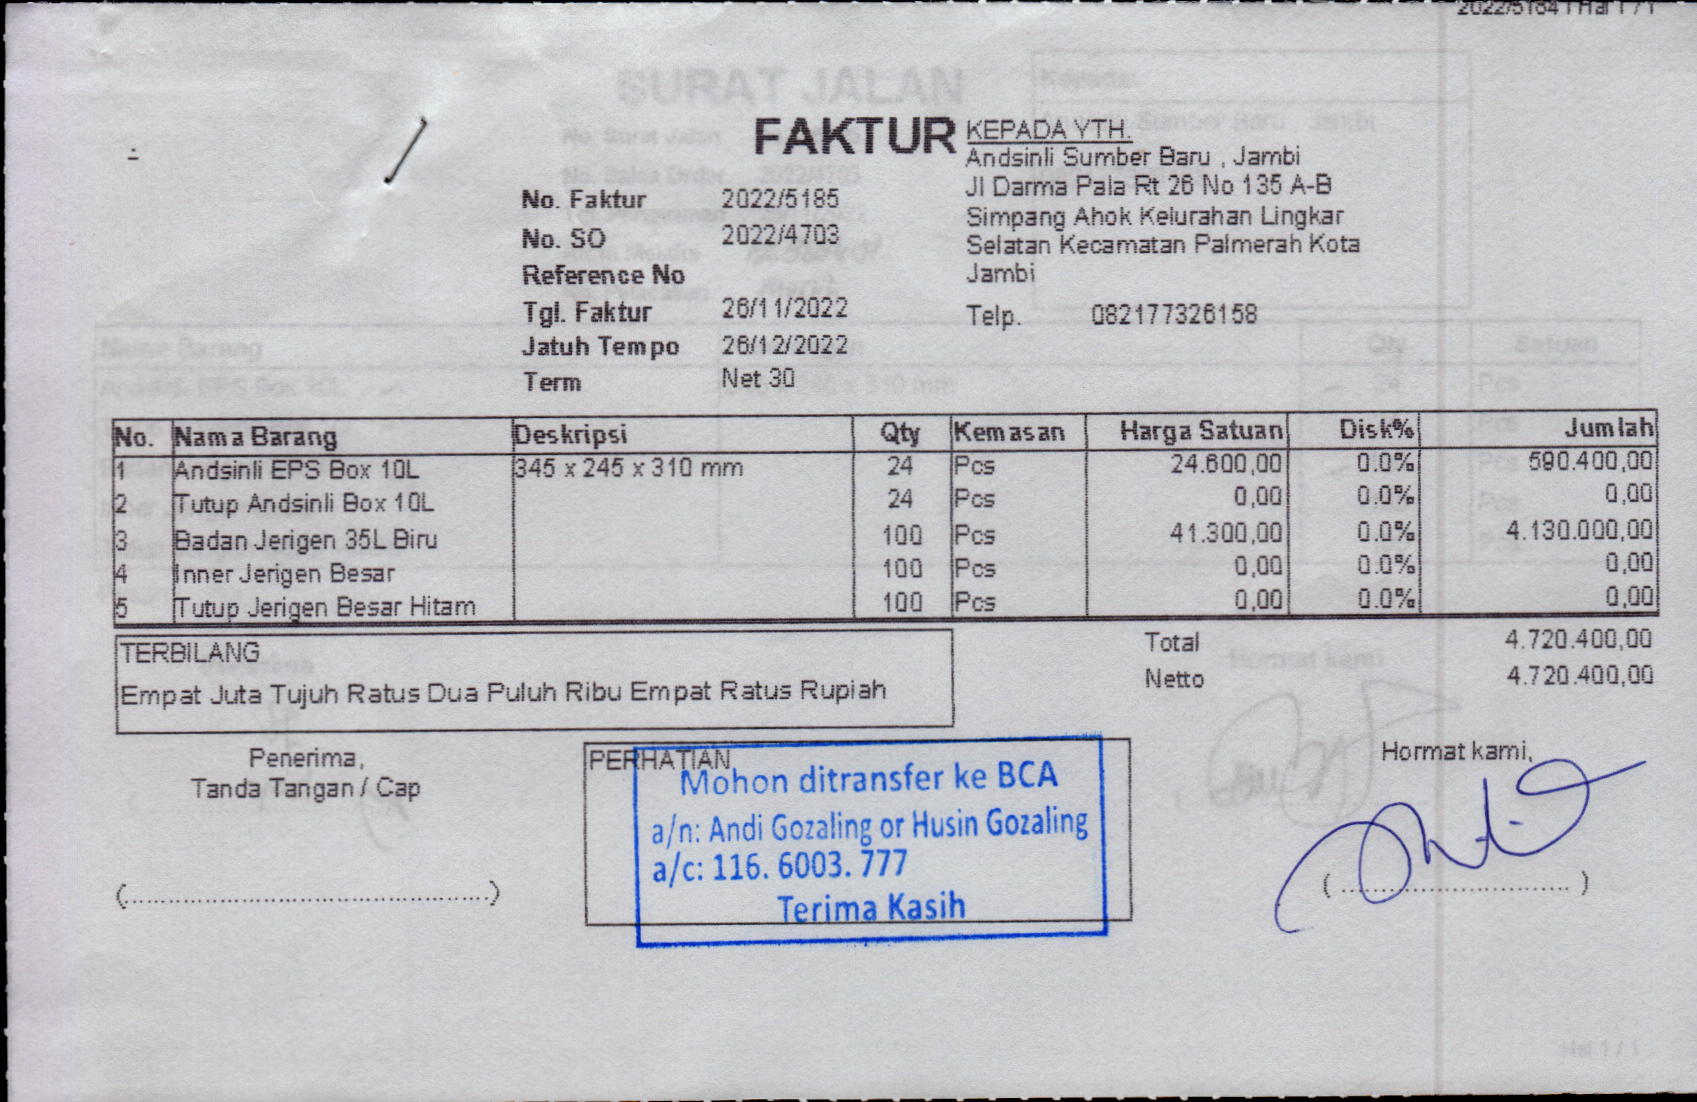 FAKTUR
No. Faktur 2022/5185
No. SO 2022/4703
Reference No
Tgl. Faktur 26/11/2022
Jatuh Tempo 26/12/2022
Term Net 30
KEPADA YTH.
Andsinli Sumber Baru , Jambi
Jl Darma Pala Rt 26 No 135 A-B
Simpang Ahok Kelurahan Lingkar
Selatan Kecamatan Palmerah Kota
Jambi
Telp. 082177326158
No. Nama Barang Deskripsi Qty Kemasan Harga Satuan Disk% Jumlah
1 Andsinli EPS Box 10L 345 x 245 x 310 mm 24 Pcs 24.600,00 0.0% 590.400,00
2 Tutup Andsinli Box 10L 24 Pcs 0,00 0.0% 0,00
3 Badan Jerigen 35L Biru 100 Pcs 41.300,00 0.0% 4.130.000,00
4 Inner Jerigen Besar 100 Pcs 0,00 0.0% 0,00
5 Tutup Jerigen Besar Hitam 100 Pcs 0,00 0.0% 0,00
Total 4.720.400,00
Netto 4.720.400,00
TERBILANG
Empat Juta Tujuh Ratus Dua Puluh Ribu Empat Ratus Rupiah
Penerima,
Tanda Tangan / Cap
(..............................................)
PERHATIAN
Mohon ditransfer ke BCA
a/n: Andi Gozaling or Husin Gozaling
a/c: 116. 6003. 777
Terima Kasih
Hormat kami,
( ............................. )